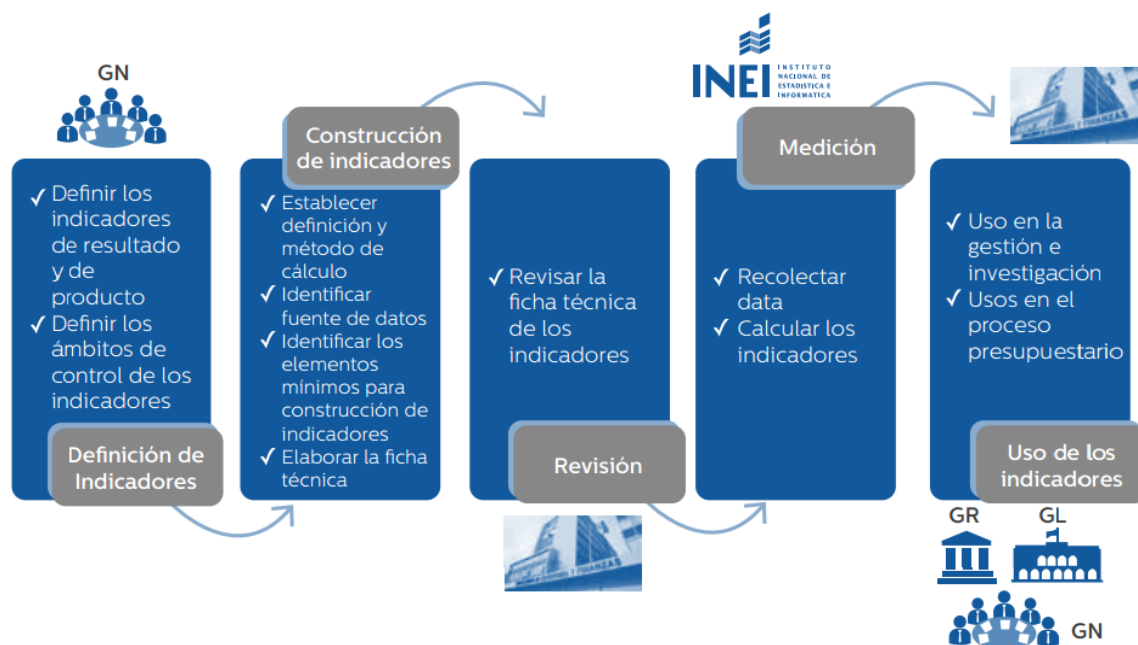 GN
✓ Definir los
indicadores
de resultado
y de
producto
✓ Definir los
ámbitos de
control de los
indicadores
Definición de
Indicadores
Construcción
de indicadores
✓ Establecer
definición y
método de
cálculo
✓ Identificar
fuente de datos
✓ Identificar los
elementos
mínimos para
construcción de
indicadores
✓ Elaborar la ficha
técnica
✓ Revisar la
ficha técnica
de los
indicadores
Revisión
INEI
INSTITUTO
NACIONAL DE
ESTADISTICA E
INFORMATICA
Medición
✓ Recolectar
data
✓ Calcular los
indicadores
✓ Uso en la
gestión e
investigación
✓ Usos en el
proceso
presupuestario
Uso de los
indicadores
GR
GL
GN